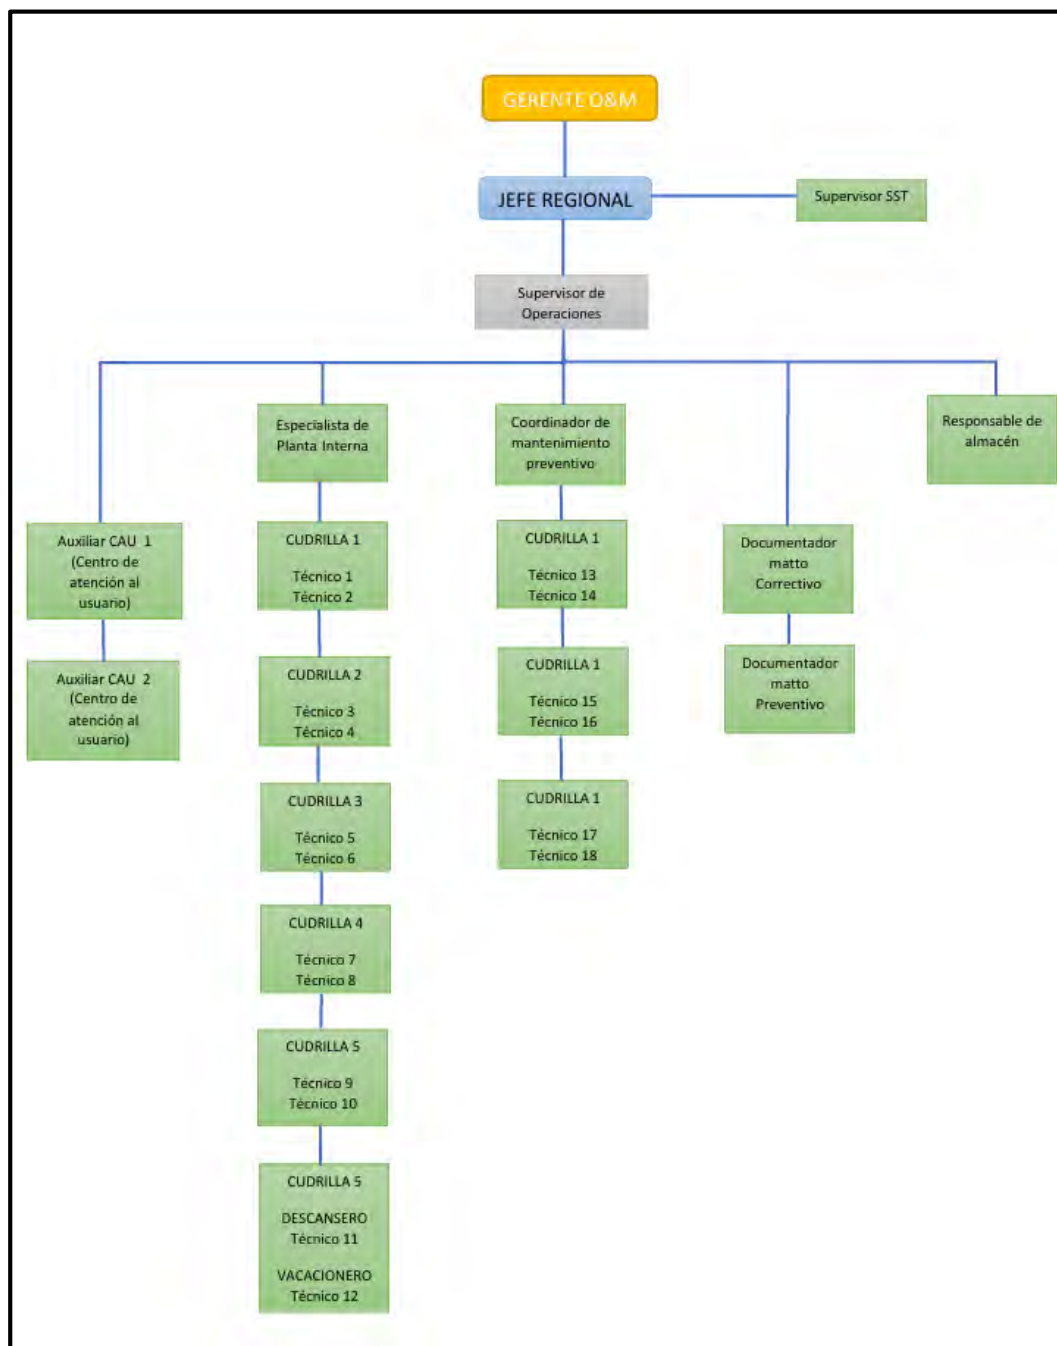 GERENTE O&M
JEFE REGIONAL
Supervisor SST
Supervisor de
Operaciones
Especialista de
Planta Interna
Coordinador de
mantenimiento
preventivo
Responsable de
almacén
Auxiliar CAU 1
(Centro de
atención al
usuario)
CUDRILLA 1
Técnico 1
Técnico 2
CUDRILLA 1
Técnico 13
Técnico 14
Documentador
matto
Correctivo
Auxiliar CAU 2
(Centro de
atención al
usuario)
CUDRILLA 2
Técnico 3
Técnico 4
CUDRILLA 1
Técnico 15
Técnico 16
Documentador
matto
Preventivo
CUDRILLA 3
Técnico 5
Técnico 6
CUDRILLA 1
Técnico 17
Técnico 18
CUDRILLA 4
Técnico 7
Técnico 8
CUDRILLA 5
Técnico 9
Técnico 10
CUDRILLA 5
DESCANSERO
Técnico 11
VACACIONERO
Técnico 12